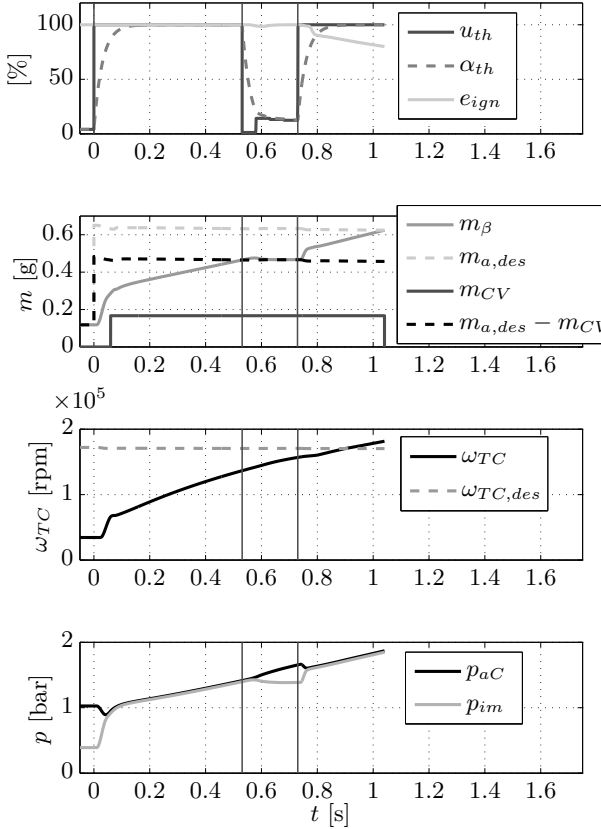 [%]
100
50
0
u_th
α_th
e_ign
0 0.2 0.4 0.6 0.8 1 1.2 1.4 1.6
m [g]
0.6
0.4
0.2
0
m_β
m_a,des
m_CV
m_a,des − m_CV
0 0.2 0.4 0.6 0.8 1 1.2 1.4 1.6
×10^5
ω_TC [rpm]
2
1
0
ω_TC
ω_TC,des
0 0.2 0.4 0.6 0.8 1 1.2 1.4 1.6
p [bar]
2
1
0
p_aC
p_im
0 0.2 0.4 0.6 0.8 1 1.2 1.4 1.6
t [s]